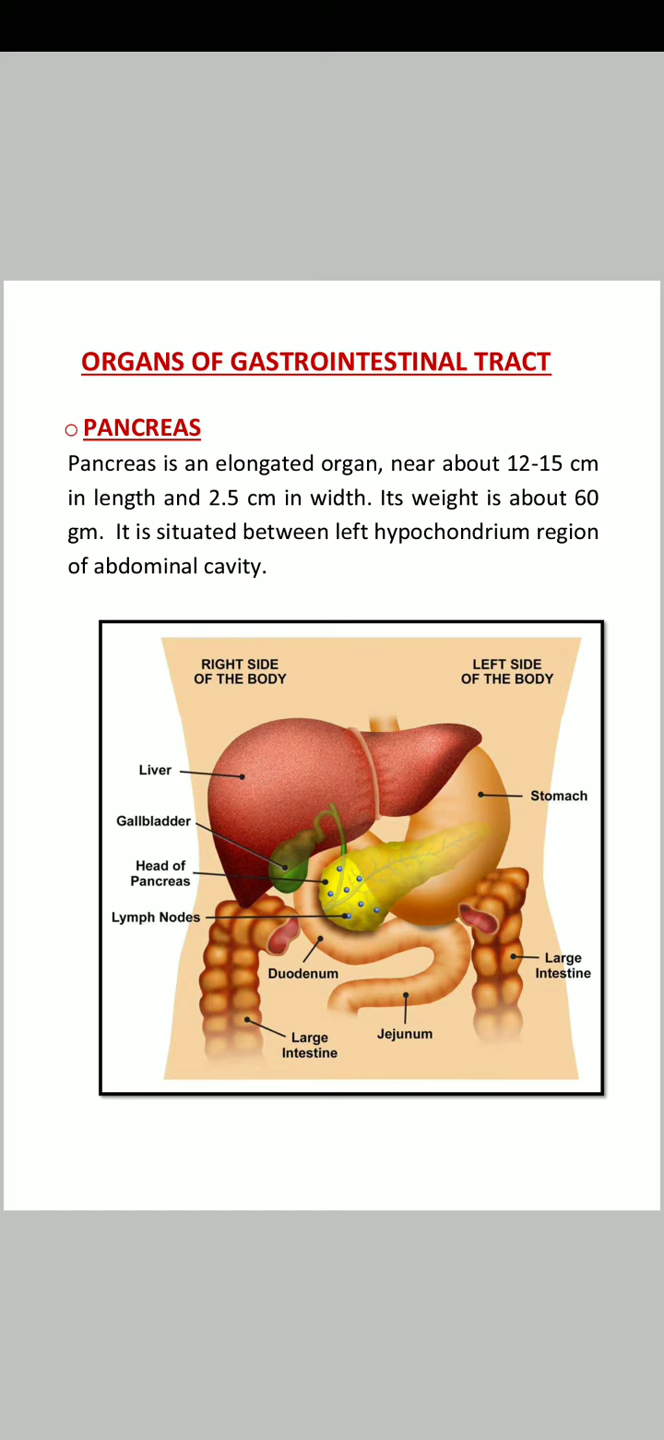 ORGANS OF GASTROINTESTINAL TRACT
○ PANCREAS
Pancreas is an elongated organ, near about 12-15 cm
in length and 2.5 cm in width. Its weight is about 60
gm.  It is situated between left hypochondrium region
of abdominal cavity.
RIGHT SIDE
OF THE BODY
LEFT SIDE
OF THE BODY
Liver
Stomach
Gallbladder
Head of
Pancreas
Lymph Nodes
Duodenum
Large
Intestine
Jejunum
Large
Intestine